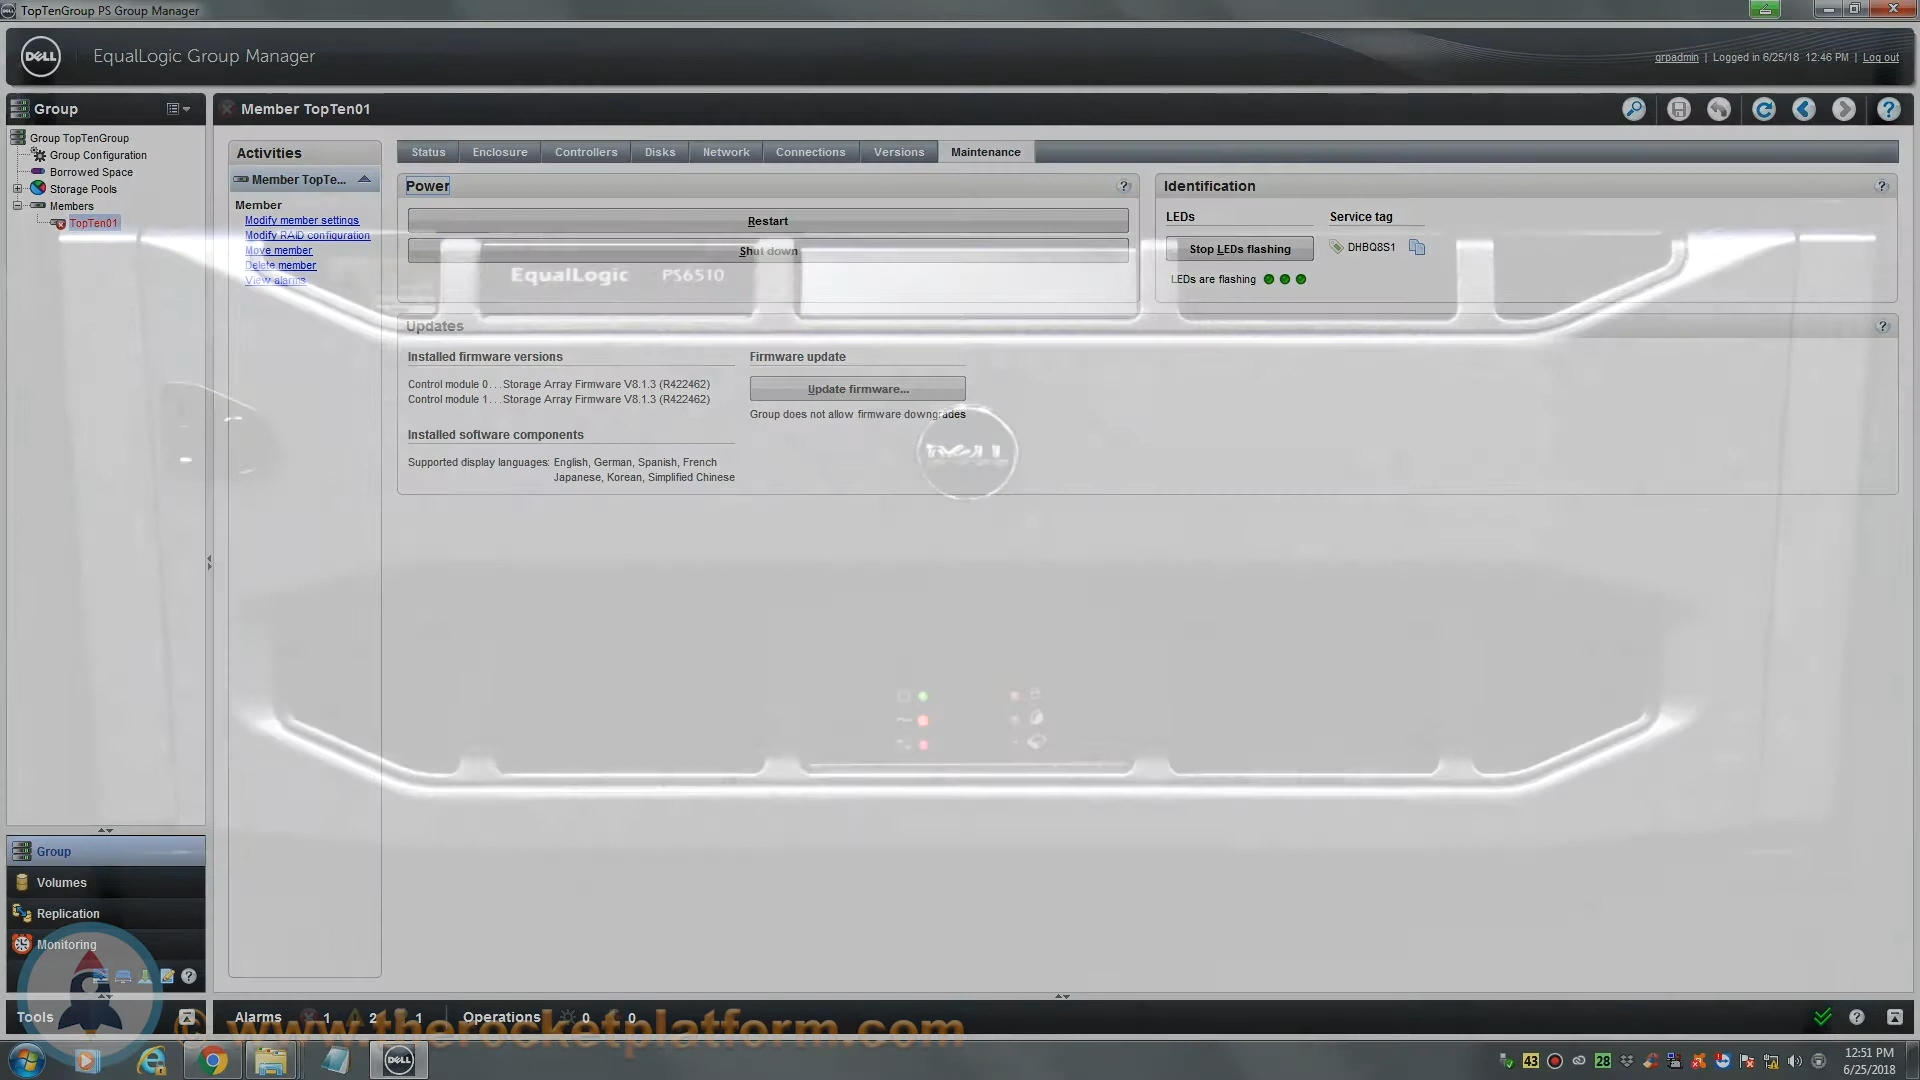 TopTenGroup PS Group Manager
DELL
EqualLogic Group Manager
grpadmin | Logged in 6/25/18 12:46 PM | Log out
Group
Member TopTen01
Group TopTenGroup
Group Configuration
Borrowed Space
Storage Pools
Members
TopTen01
Activities
Member TopTe...
Member
Modify member settings
Modify RAID configuration
Move member
Delete member
View alarms
Status
Enclosure
Controllers
Disks
Network
Connections
Versions
Maintenance
Power
Restart
Shut down
EqualLogic PS6510
Identification
LEDs
Service tag
Stop LEDs flashing
DHBQ8S1
LEDs are flashing
Updates
Installed firmware versions
Control module 0...Storage Array Firmware V8.1.3 (R422462)
Control module 1...Storage Array Firmware V8.1.3 (R422462)
Firmware update
Update firmware...
Group does not allow firmware downgrades
DELL
Installed software components
Supported display languages: English, German, Spanish, French
Japanese, Korean, Simplified Chinese
Group
Volumes
Replication
Monitoring
Tools
Alarms 1 2 1 Operations 0 0
© www.therocketplatform.com
DELL
43
28
12:51 PM
6/25/2018